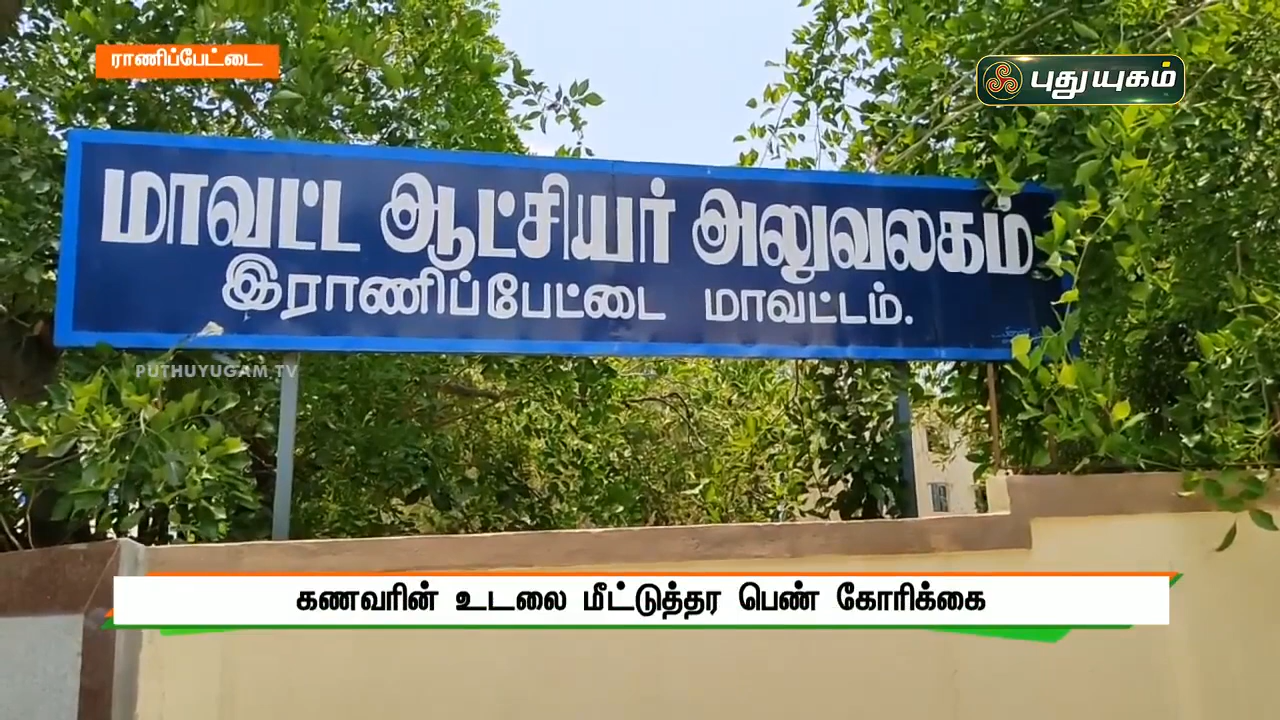 ராணிப்பேட்டை
புதுயுகம்
மாவட்ட ஆட்சியர் அலுவலகம்
இராணிப்பேட்டை மாவட்டம்.
PUTHUYUGAM TV
கணவரின் உடலை மீட்டுத்தர பெண் கோரிக்கை